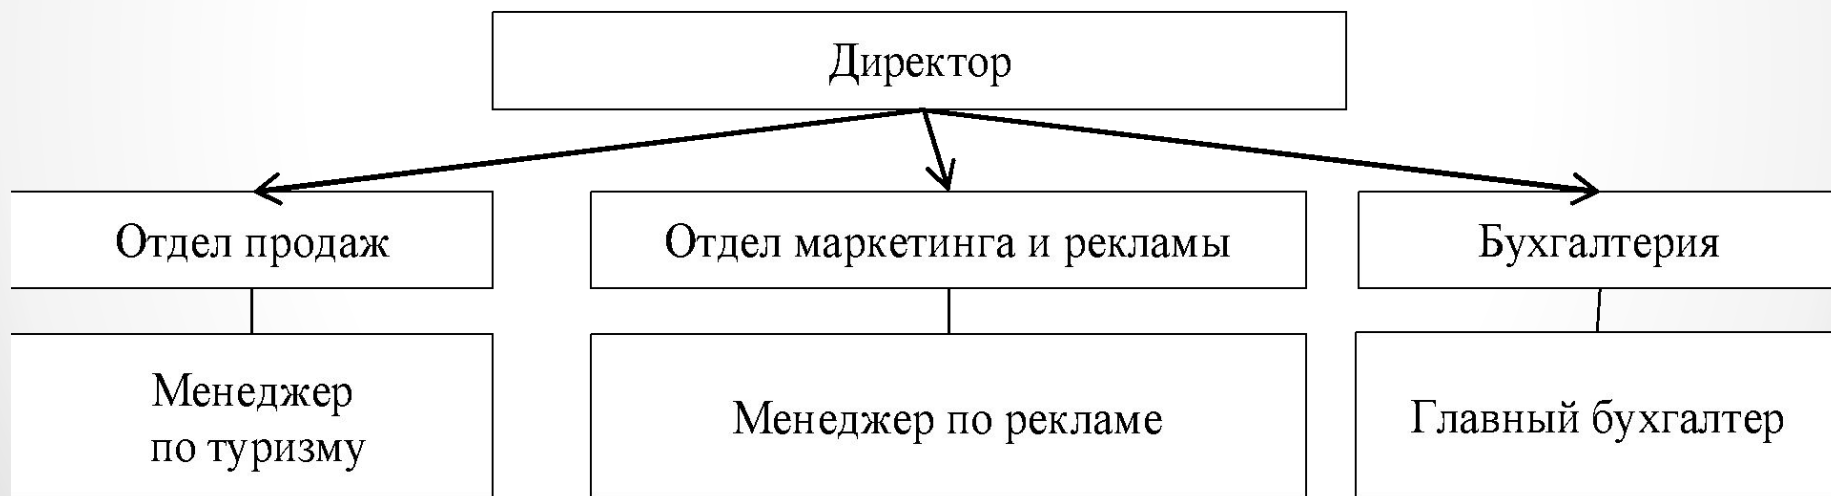 Директор
Отдел продаж
Отдел маркетинга и рекламы
Бухгалтерия
Менеджер
по туризму
Менеджер по рекламе
Главный бухгалтер